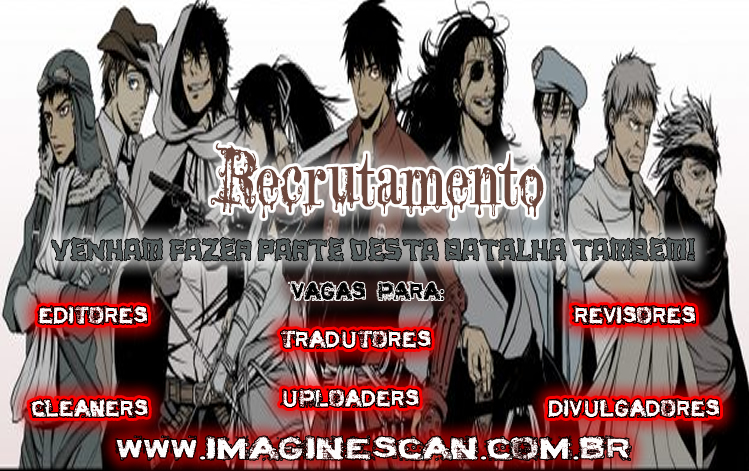 Recrutamento
VENHAM FAZER PARTE DESTA BATALHA TAMBEM!
VAGAS PARA:
EDITORES
REVISORES
TRADUTORES
UPLOADERS
CLEANERS
DIVULGADORES
WWW.IMAGINESCAN.COM.BR